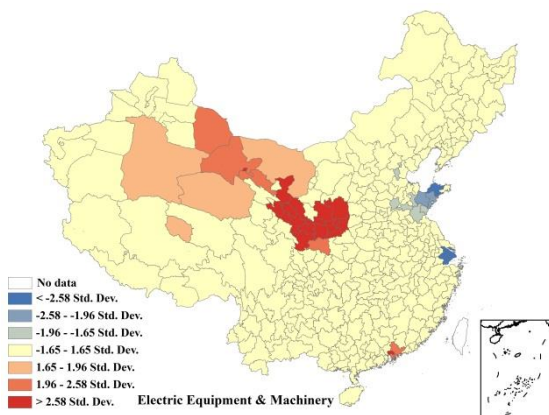 No data
< -2.58 Std. Dev.
-2.58 - -1.96 Std. Dev.
-1.96 - -1.65 Std. Dev.
-1.65 - 1.65 Std. Dev.
1.65 - 1.96 Std. Dev.
1.96 - 2.58 Std. Dev.
> 2.58 Std. Dev.
Electric Equipment & Machinery